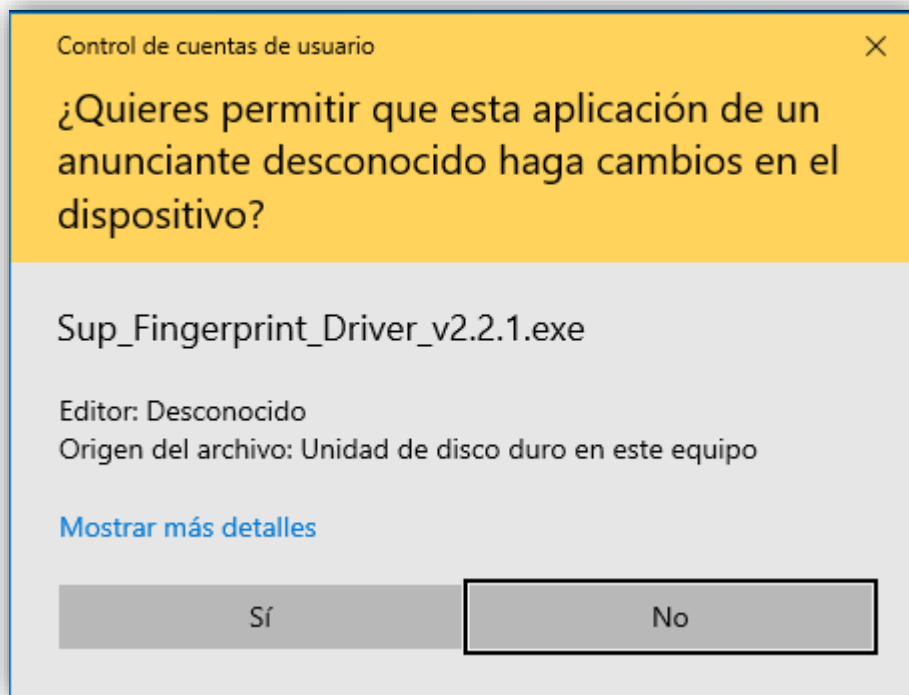 Control de cuentas de usuario
¿Quieres permitir que esta aplicación de un
anunciante desconocido haga cambios en el
dispositivo?
Sup_Fingerprint_Driver_v2.2.1.exe
Editor: Desconocido
Origen del archivo: Unidad de disco duro en este equipo
Mostrar más detalles
Sí
No